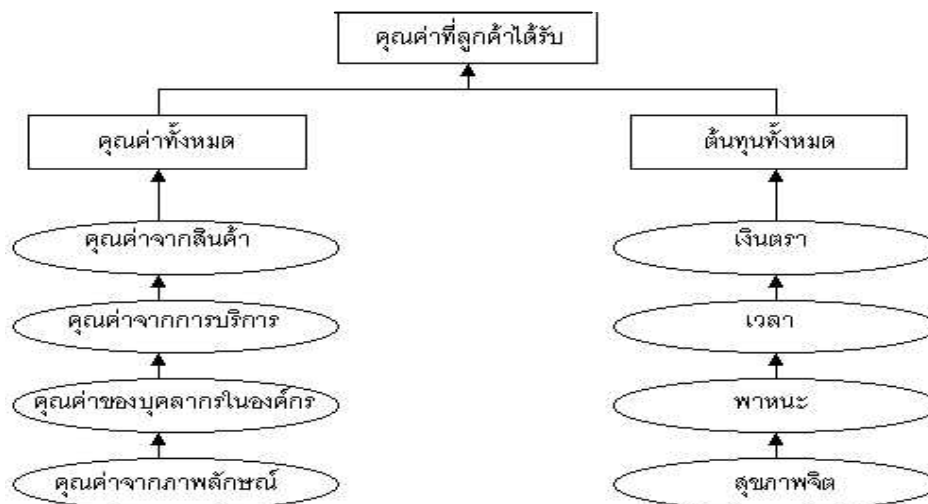 คุณค่าที่ลูกค้าได้รับ
คุณค่าทั้งหมด
ต้นทุนทั้งหมด
คุณค่าจากสินค้า
เงินตรา
คุณค่าจากการบริการ
เวลา
คุณค่าของบุคลากรในองค์กร
พาหนะ
คุณค่าจากภาพลักษณ์
สุขภาพจิต